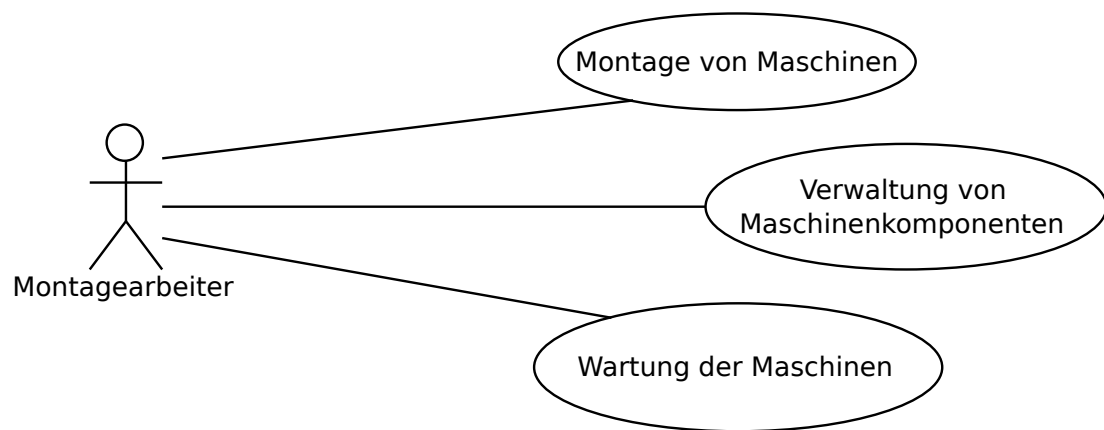 Montage von Maschinen
Verwaltung von
Maschinenkomponenten
Montagearbeiter
Wartung der Maschinen